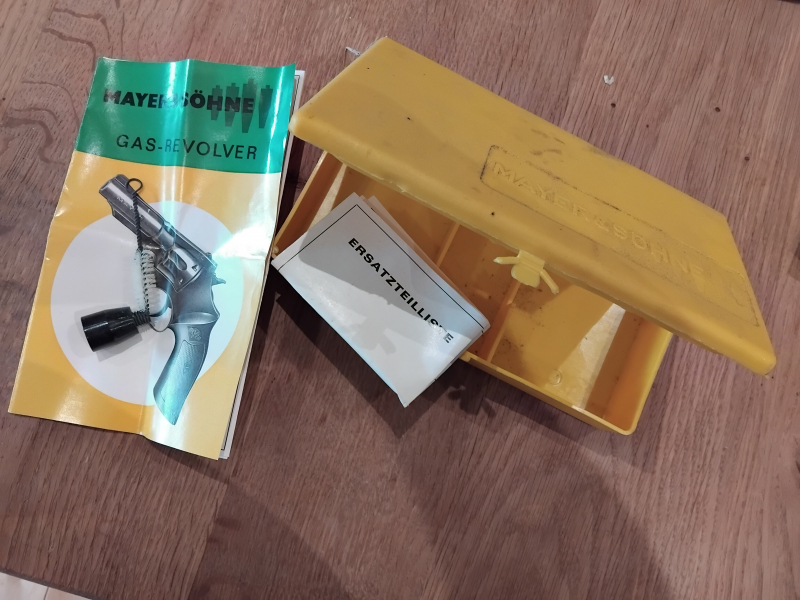 MAYER&SÖHNE
GAS-REVOLVER
ERSATZTEILLISTE
MAYER & SÖHNE